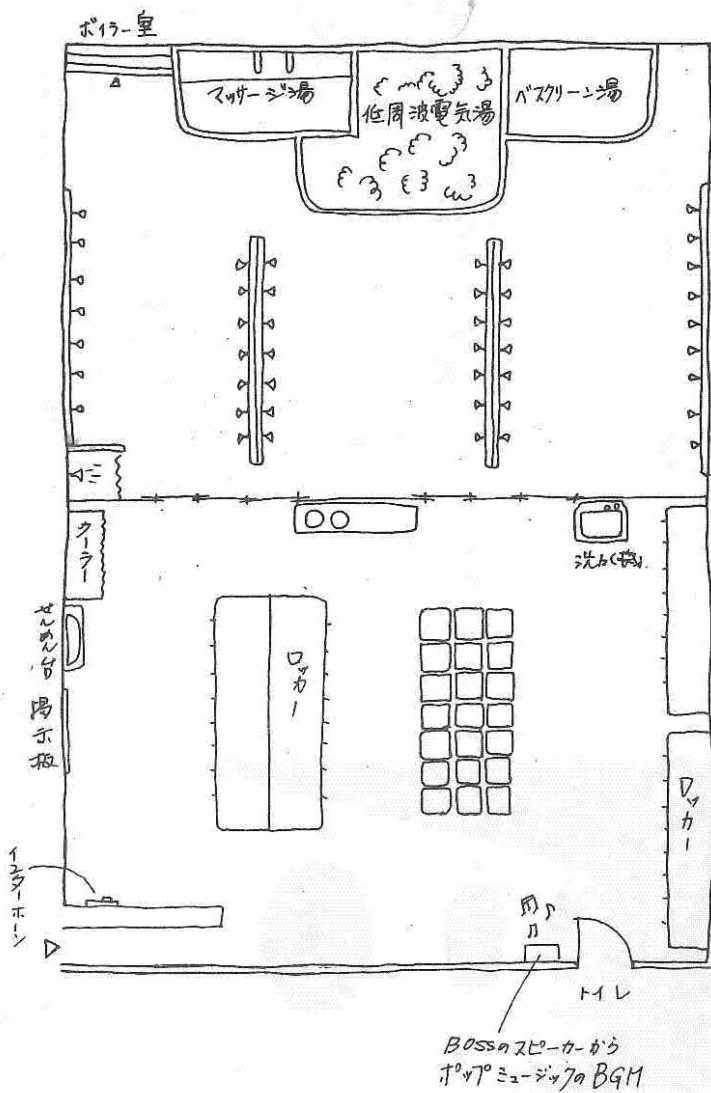 ボイラー室
マッサージ湯
低周波電気湯
ベスクリーン湯
クーラー
洗たく機
せんめん台
掲示板
ロッカー
ロッカー
インターホーン
トイレ
BOSSのスピーカーから
ポップミュージックのBGM